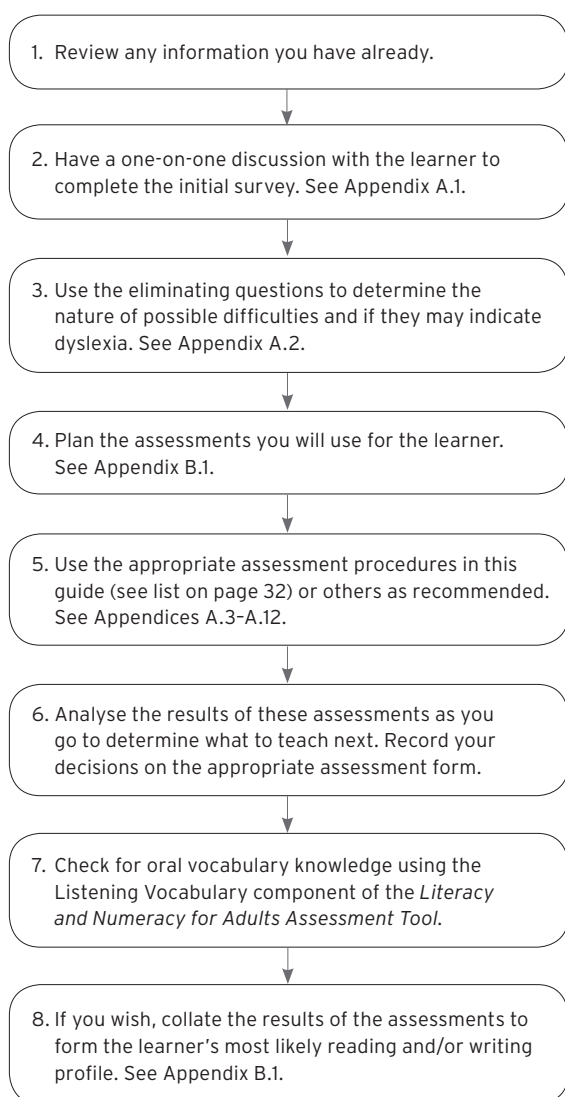 1. Review any information you have already.
2. Have a one-on-one discussion with the learner to
complete the initial survey. See Appendix A.1.
3. Use the eliminating questions to determine the
nature of possible difficulties and if they may indicate
dyslexia. See Appendix A.2.
4. Plan the assessments you will use for the learner.
See Appendix B.1.
5. Use the appropriate assessment procedures in this
guide (see list on page 32) or others as recommended.
See Appendices A.3–A.12.
6. Analyse the results of these assessments as you
go to determine what to teach next. Record your
decisions on the appropriate assessment form.
7. Check for oral vocabulary knowledge using the
Listening Vocabulary component of the Literacy
and Numeracy for Adults Assessment Tool.
8. If you wish, collate the results of the assessments to
form the learner's most likely reading and/or writing
profile. See Appendix B.1.